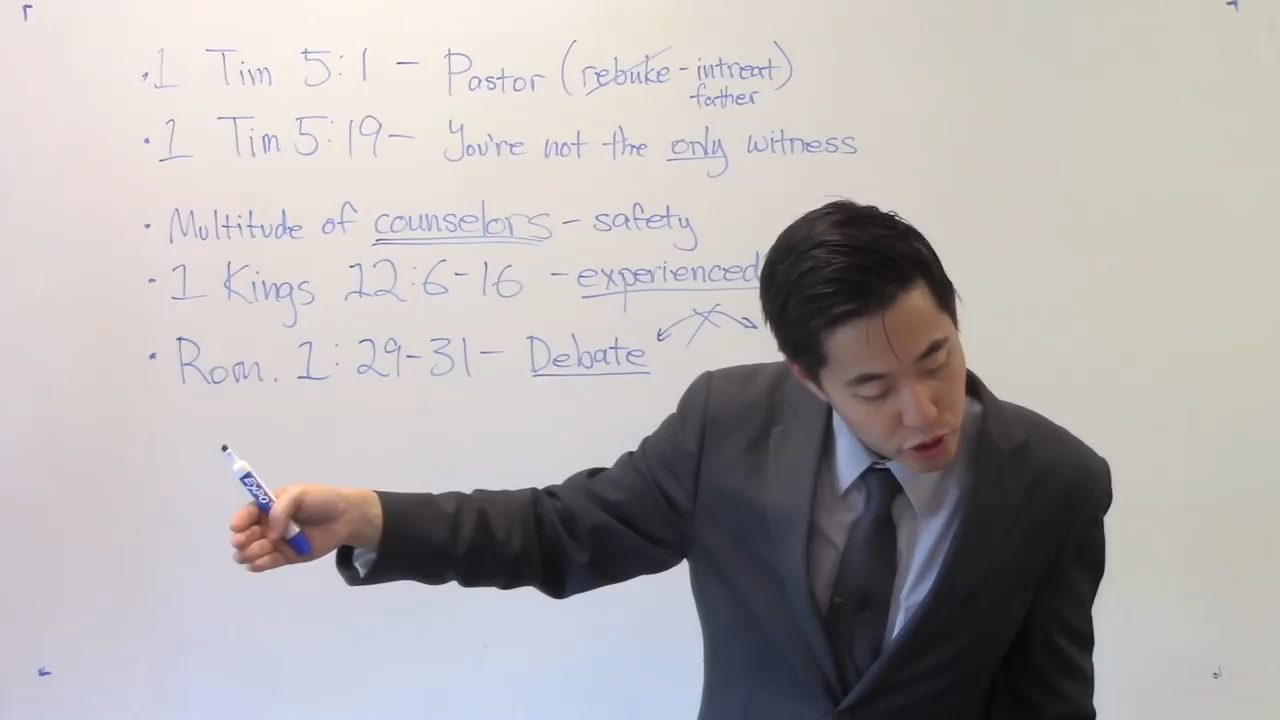 · 1 Tim 5:1 – Pastor (rebuke - intreat)
father
· 1 Tim 5:19 – You're not the only witness
· Multitude of counselors – safety
· 1 Kings 22:6-16 – experienced
· Rom. 1:29-31 – Debate
EXPO